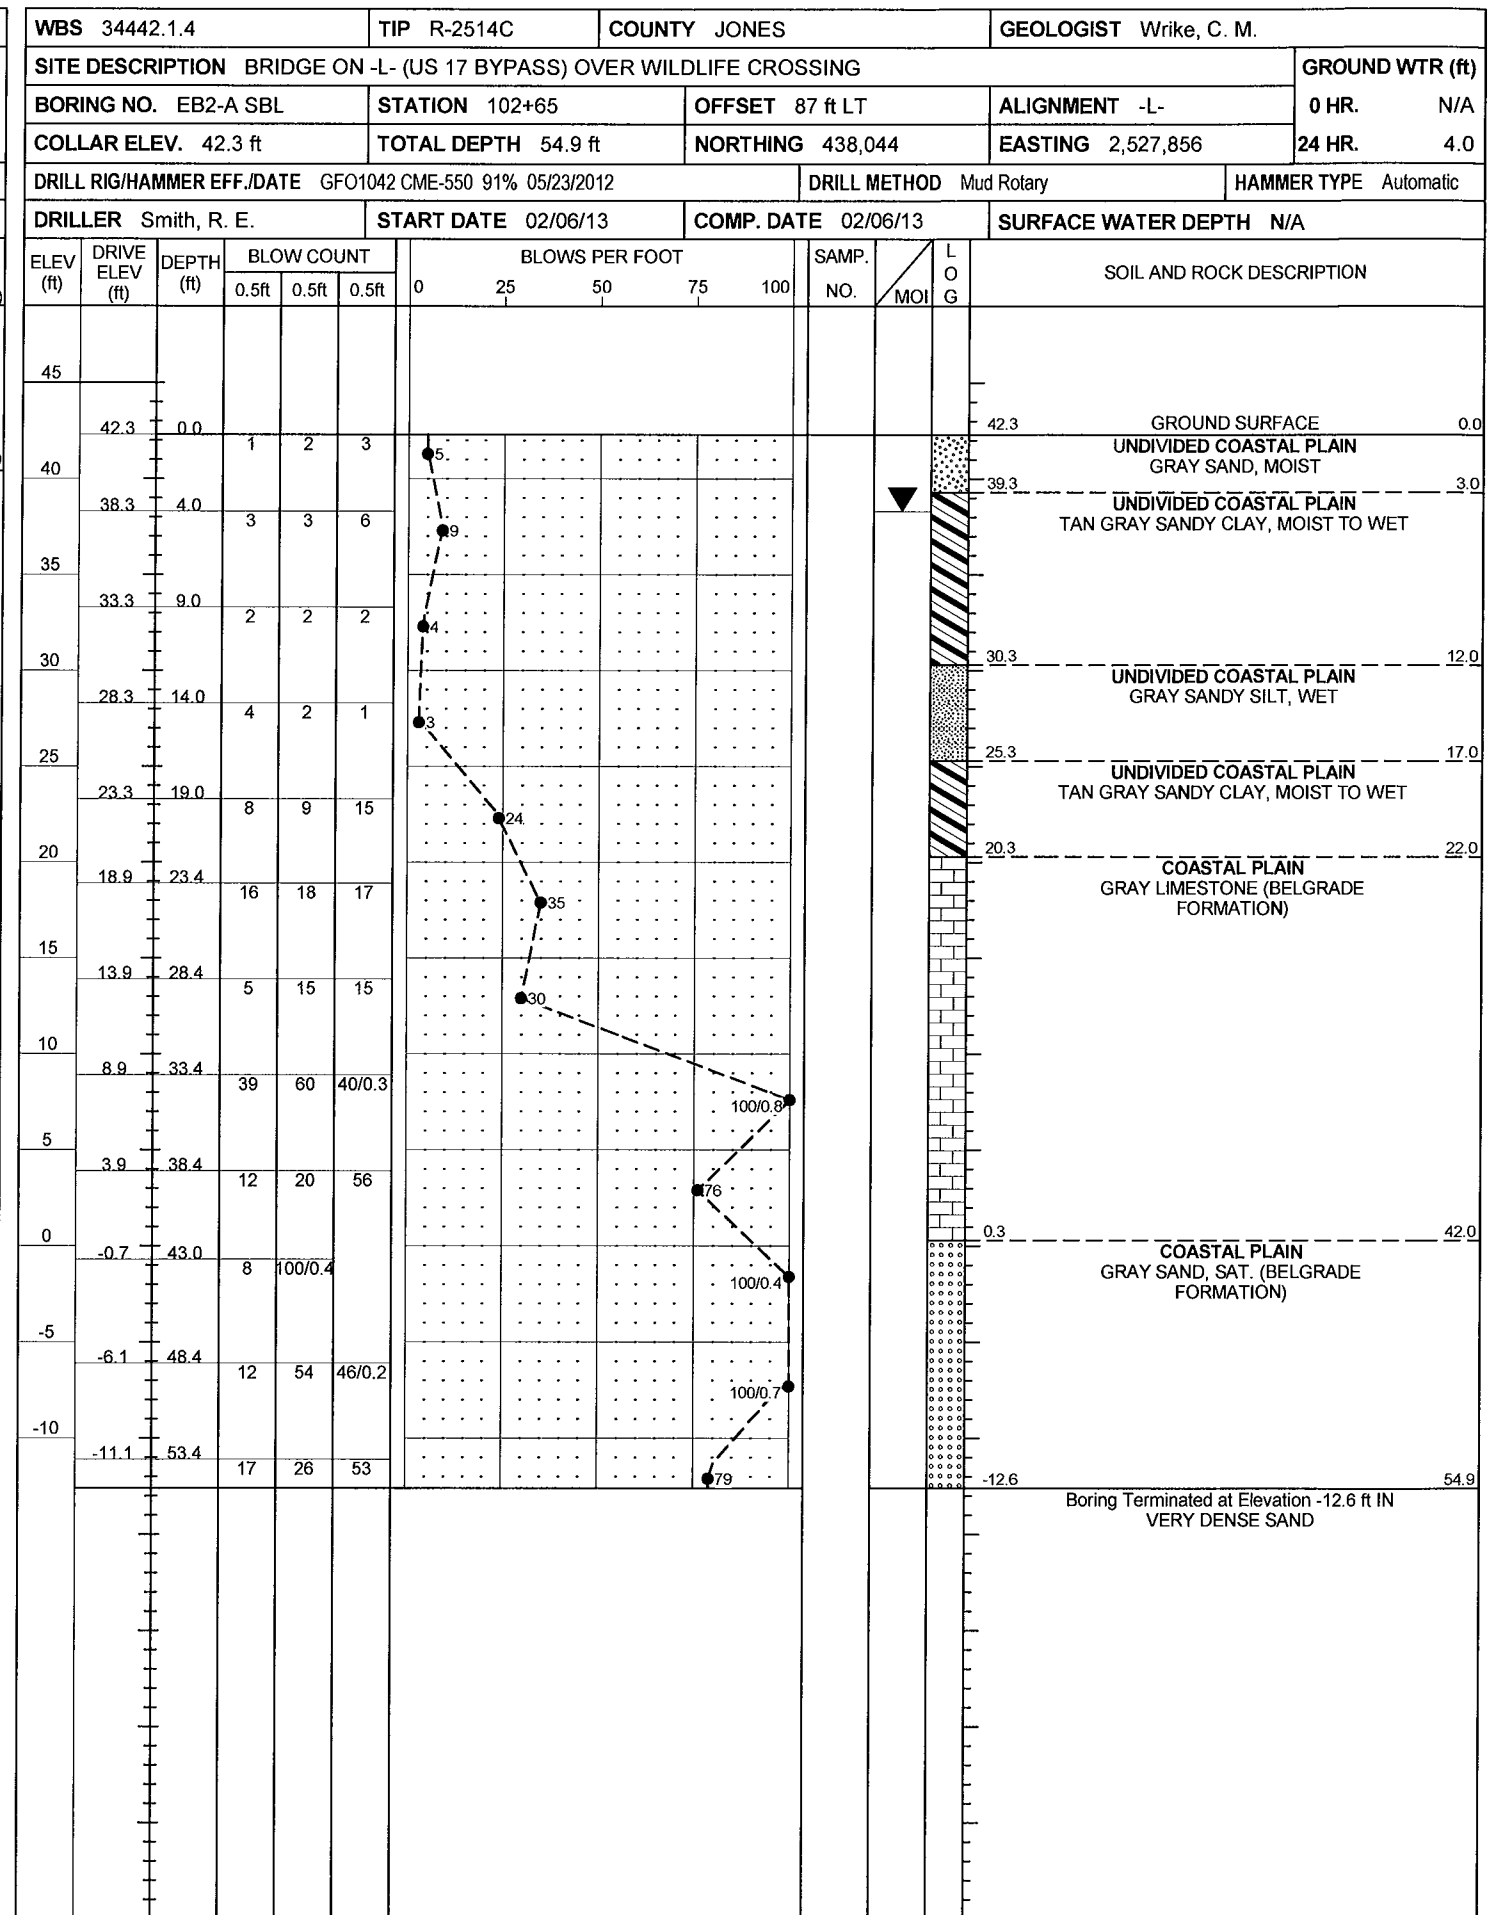 WBS 34442.1.4 TIP R-2514C COUNTY JONES GEOLOGIST Wrike, C. M.
SITE DESCRIPTION BRIDGE ON -L- (US 17 BYPASS) OVER WILDLIFE CROSSING GROUND WTR (ft)
BORING NO. EB2-A SBL STATION 102+65 OFFSET 87 ft LT ALIGNMENT -L- 0 HR. N/A
COLLAR ELEV. 42.3 ft TOTAL DEPTH 54.9 ft NORTHING 438,044 EASTING 2,527,856 24 HR. 4.0
DRILL RIG/HAMMER EFF./DATE GFO1042 CME-550 91% 05/23/2012 DRILL METHOD Mud Rotary HAMMER TYPE Automatic
DRILLER Smith, R. E. START DATE 02/06/13 COMP. DATE 02/06/13 SURFACE WATER DEPTH N/A
ELEV (ft) DRIVE ELEV (ft) DEPTH (ft) BLOW COUNT BLOWS PER FOOT SAMP. NO. MOI LOG SOIL AND ROCK DESCRIPTION
0.5ft 0.5ft 0.5ft 0 25 50 75 100
45
42.3 0.0 42.3 GROUND SURFACE 0.0
1 2 3 5 UNDIVIDED COASTAL PLAIN
GRAY SAND, MOIST
40
39.3 3.0
38.3 4.0 UNDIVIDED COASTAL PLAIN
3 3 6 9 TAN GRAY SANDY CLAY, MOIST TO WET
35
33.3 9.0
2 2 2 4
30 30.3 12.0
UNDIVIDED COASTAL PLAIN
28.3 14.0 GRAY SANDY SILT, WET
4 2 1 3
25 25.3 17.0
UNDIVIDED COASTAL PLAIN
23.3 19.0 TAN GRAY SANDY CLAY, MOIST TO WET
8 9 15 24
20 20.3 22.0
COASTAL PLAIN
18.9 23.4 GRAY LIMESTONE (BELGRADE
16 18 17 35 FORMATION)
15
13.9 28.4
5 15 15 30
10
8.9 33.4
39 60 40/0.3 100/0.8
5
3.9 38.4
12 20 56 76
0 0.3 42.0
-0.7 43.0 COASTAL PLAIN
8 100/0.4 100/0.4 GRAY SAND, SAT. (BELGRADE
FORMATION)
-5
-6.1 48.4
12 54 46/0.2 100/0.7
-10
-11.1 53.4
17 26 53 79 -12.6 54.9
Boring Terminated at Elevation -12.6 ft IN
VERY DENSE SAND